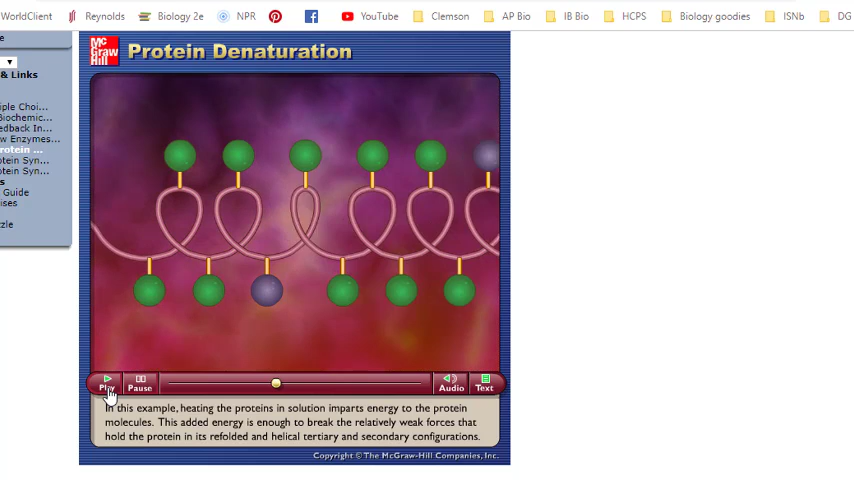 WorldClient Reynolds Biology 2e NPR YouTube Clemson AP Bio IB Bio HCPS Biology goodies ISNb DG
e
Mc
Graw
Hill
Protein Denaturation
& Links
iple Choi...
Biochemic...
edback In...
w Enzymes...
rotein ...
otein Syn...
otein Syn...
s
Guide
ises
zzle
Play Pause Audio Text
In this example, heating the proteins in solution imparts energy to the protein
molecules. This added energy is enough to break the relatively weak forces that
hold the protein in its refolded and helical tertiary and secondary configurations.
Copyright © The McGraw-Hill Companies, Inc.